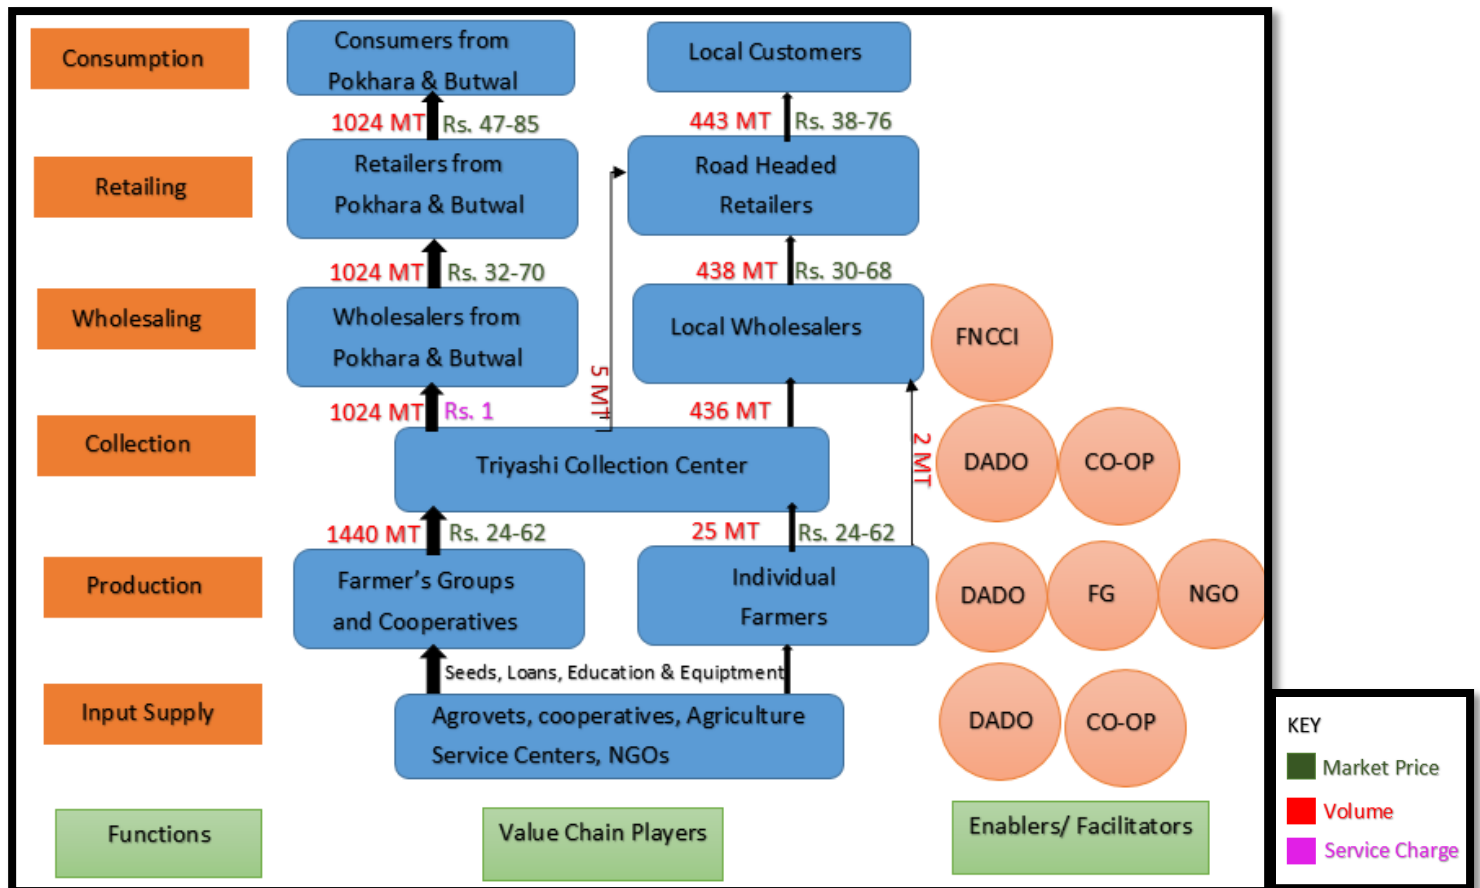 Consumption
Consumers from
Pokhara & Butwal
Local Customers
1024 MT
Rs. 47-85
443 MT
Rs. 38-76
Retailing
Retailers from
Pokhara & Butwal
Road Headed
Retailers
1024 MT
Rs. 32-70
438 MT
Rs. 30-68
Wholesaling
Wholesalers from
Pokhara & Butwal
Local Wholesalers
FNCCI
5 MT
1024 MT
Rs. 1
436 MT
2 MT
Collection
Triyashi Collection Center
DADO
CO-OP
1440 MT
Rs. 24-62
25 MT
Rs. 24-62
Production
Farmer’s Groups
and Cooperatives
Individual
Farmers
DADO
FG
NGO
Seeds, Loans, Education & Equiptment
Input Supply
Agrovets, cooperatives, Agriculture
Service Centers, NGOs
DADO
CO-OP
Functions
Value Chain Players
Enablers/ Facilitators
KEY
Market Price
Volume
Service Charge